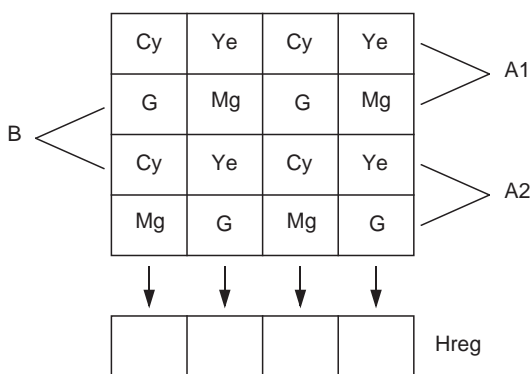 Cy Ye Cy Ye
A1
G Mg G Mg
B
Cy Ye Cy Ye
A2
Mg G Mg G
Hreg